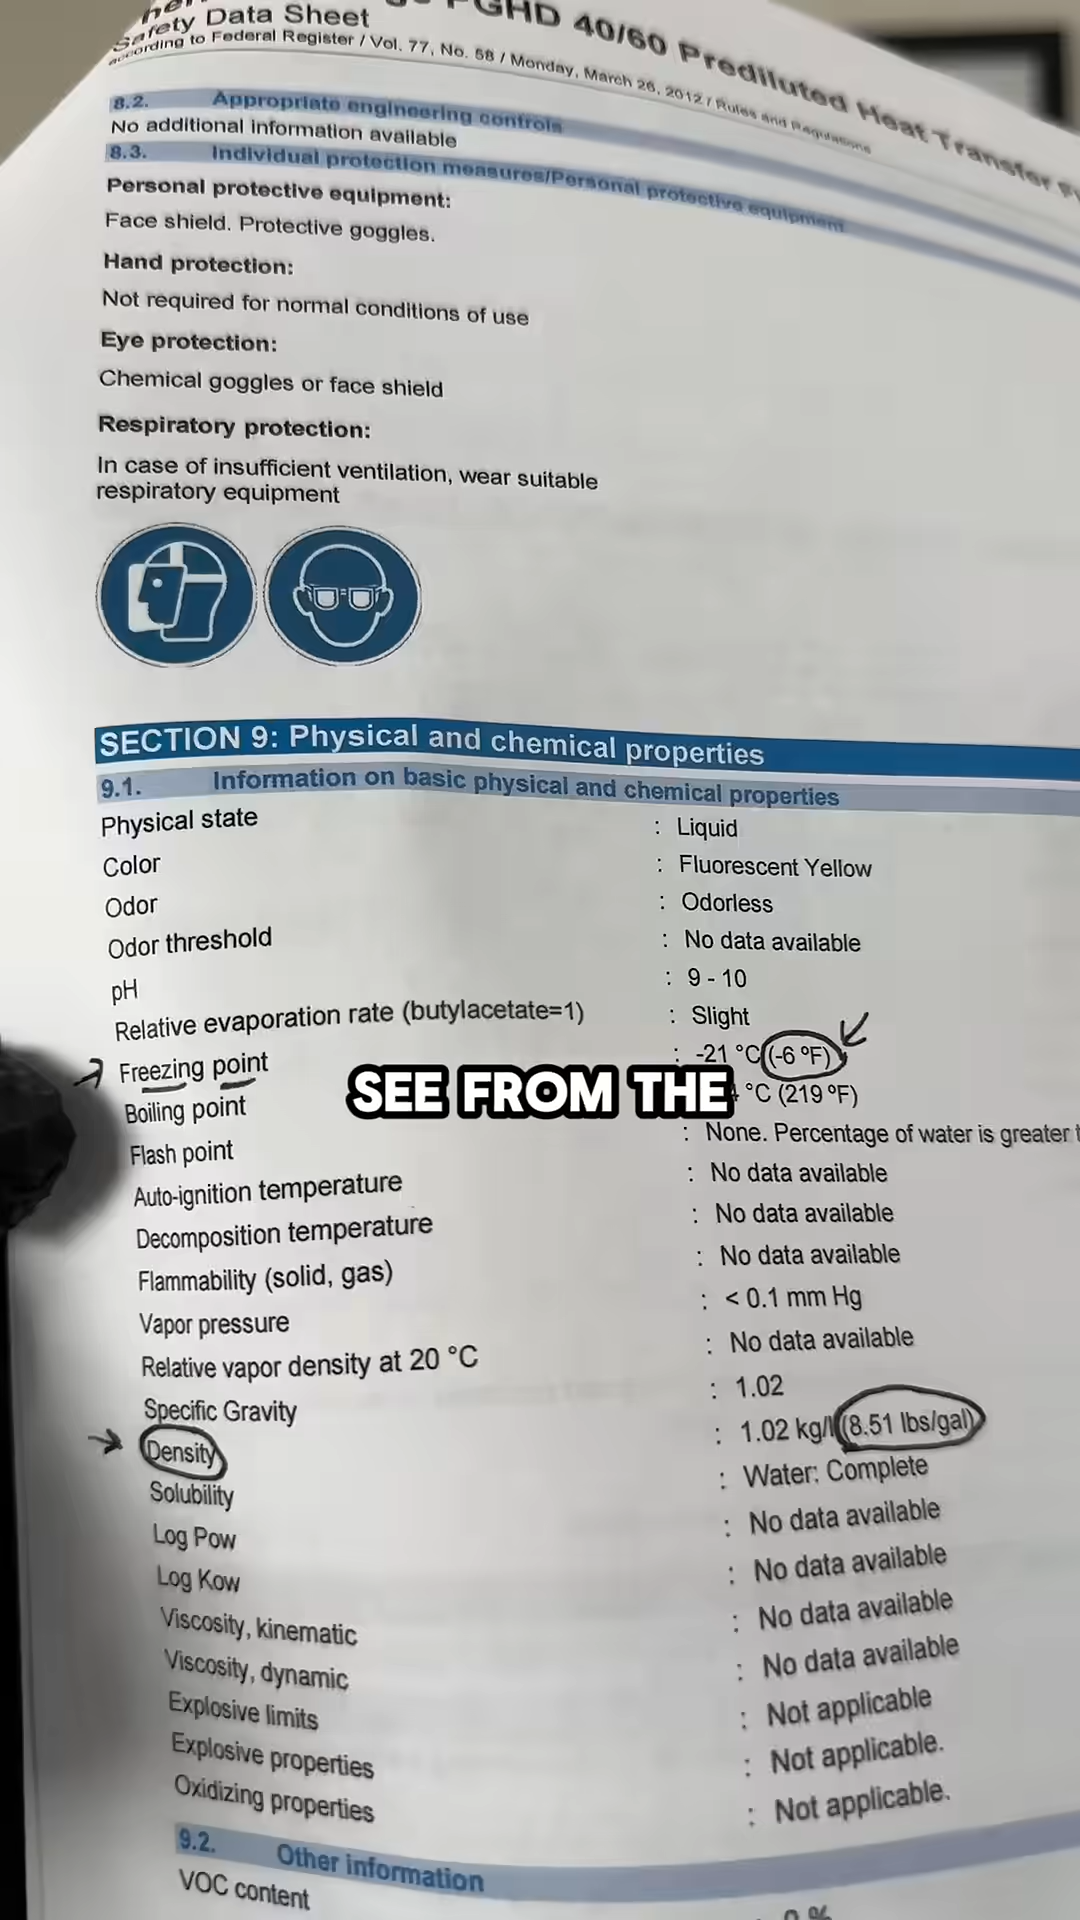 PGHD 40/60 Prediluted Heat Transfer
Safety Data Sheet
according to Federal Register / Vol. 77, No. 58 / Monday, March 26, 2012 / Rules and Regulations
8.2. Appropriate engineering controls
No additional information available
8.3. Individual protection measures/Personal protective equipment
Personal protective equipment:
Face shield. Protective goggles.
Hand protection:
Not required for normal conditions of use
Eye protection:
Chemical goggles or face shield
Respiratory protection:
In case of insufficient ventilation, wear suitable
respiratory equipment
SECTION 9: Physical and chemical properties
9.1. Information on basic physical and chemical properties
Physical state : Liquid
Color : Fluorescent Yellow
Odor : Odorless
Odor threshold : No data available
pH : 9 - 10
Relative evaporation rate (butylacetate=1) : Slight
Freezing point : -21 °C (-6 °F)
SEE FROM THE
Boiling point °C (219 ºF)
Flash point : None. Percentage of water is greater
Auto-ignition temperature : No data available
Decomposition temperature : No data available
Flammability (solid, gas) : No data available
Vapor pressure : < 0.1 mm Hg
Relative vapor density at 20 °C : No data available
Specific Gravity : 1.02
Density : 1.02 kg/l (8.51 lbs/gal)
Solubility : Water: Complete
Log Pow : No data available
Log Kow : No data available
Viscosity, kinematic : No data available
Viscosity, dynamic : No data available
Explosive limits : Not applicable
Explosive properties : Not applicable.
Oxidizing properties : Not applicable.
9.2. Other information
VOC content